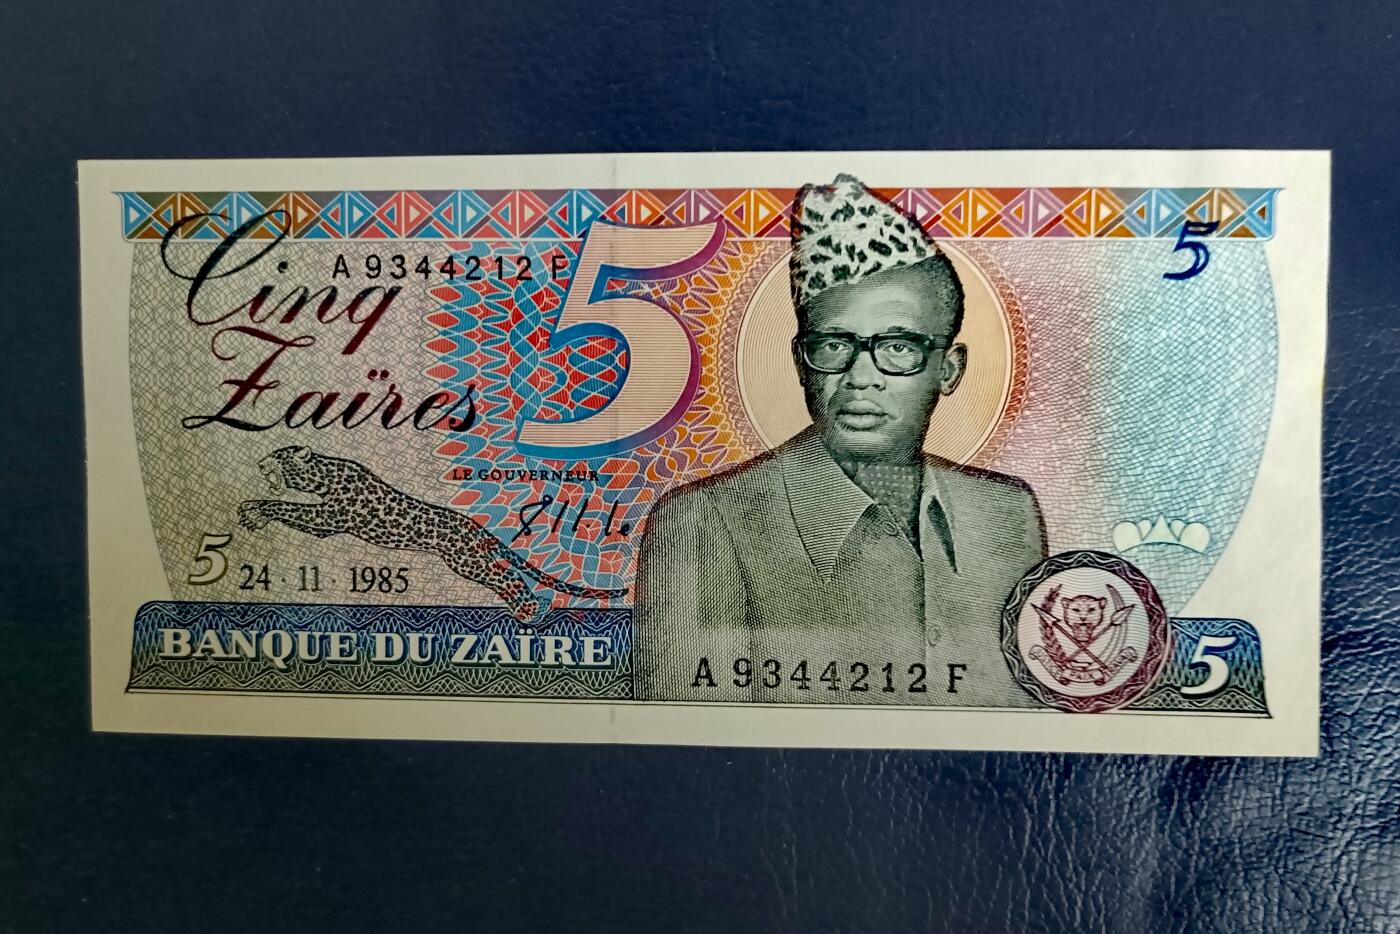 5
Cinq
A 9344212 F
Zaïres
5
LE GOUVERNEUR
5
24 · 11 · 1985
BANQUE DU ZAÏRE
A 9344212 F
5